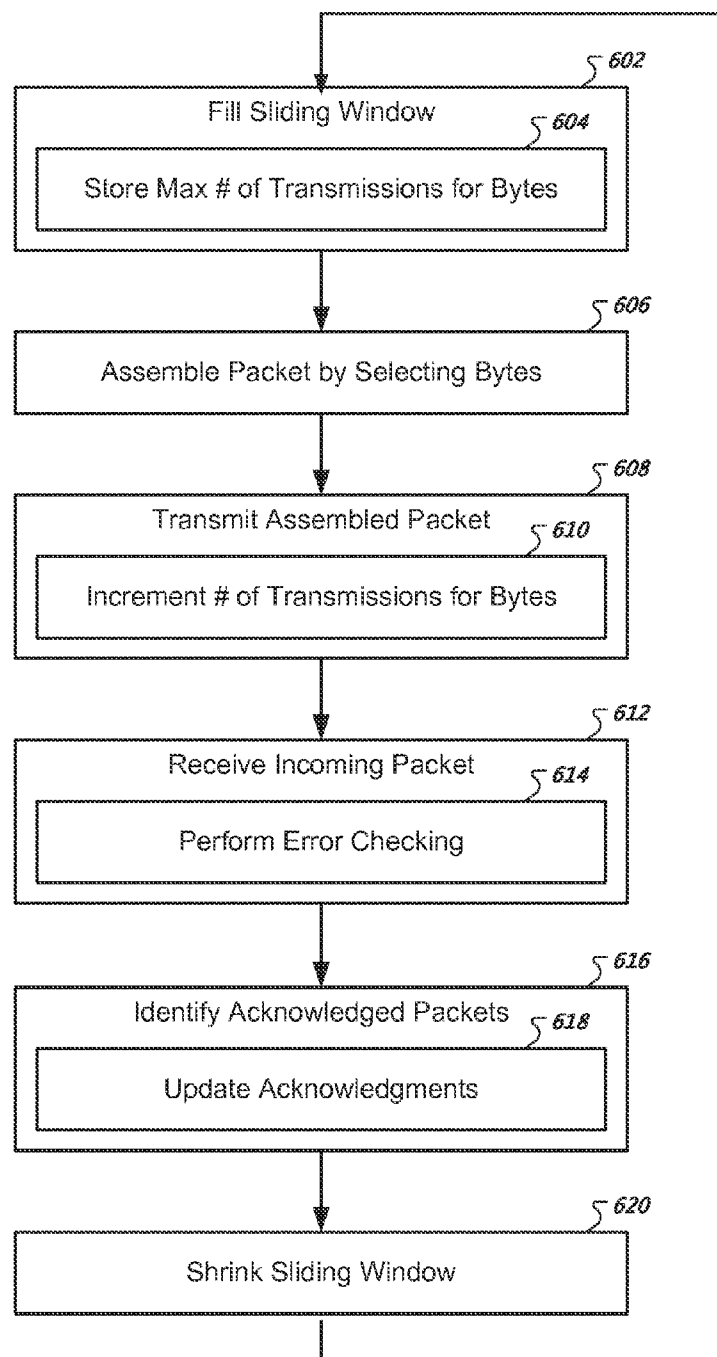 602
Fill Sliding Window
604
Store Max # of Transmissions for Bytes
606
Assemble Packet by Selecting Bytes
608
Transmit Assembled Packet
610
Increment # of Transmissions for Bytes
612
Receive Incoming Packet
614
Perform Error Checking
616
Identify Acknowledged Packets
618
Update Acknowledgments
620
Shrink Sliding Window